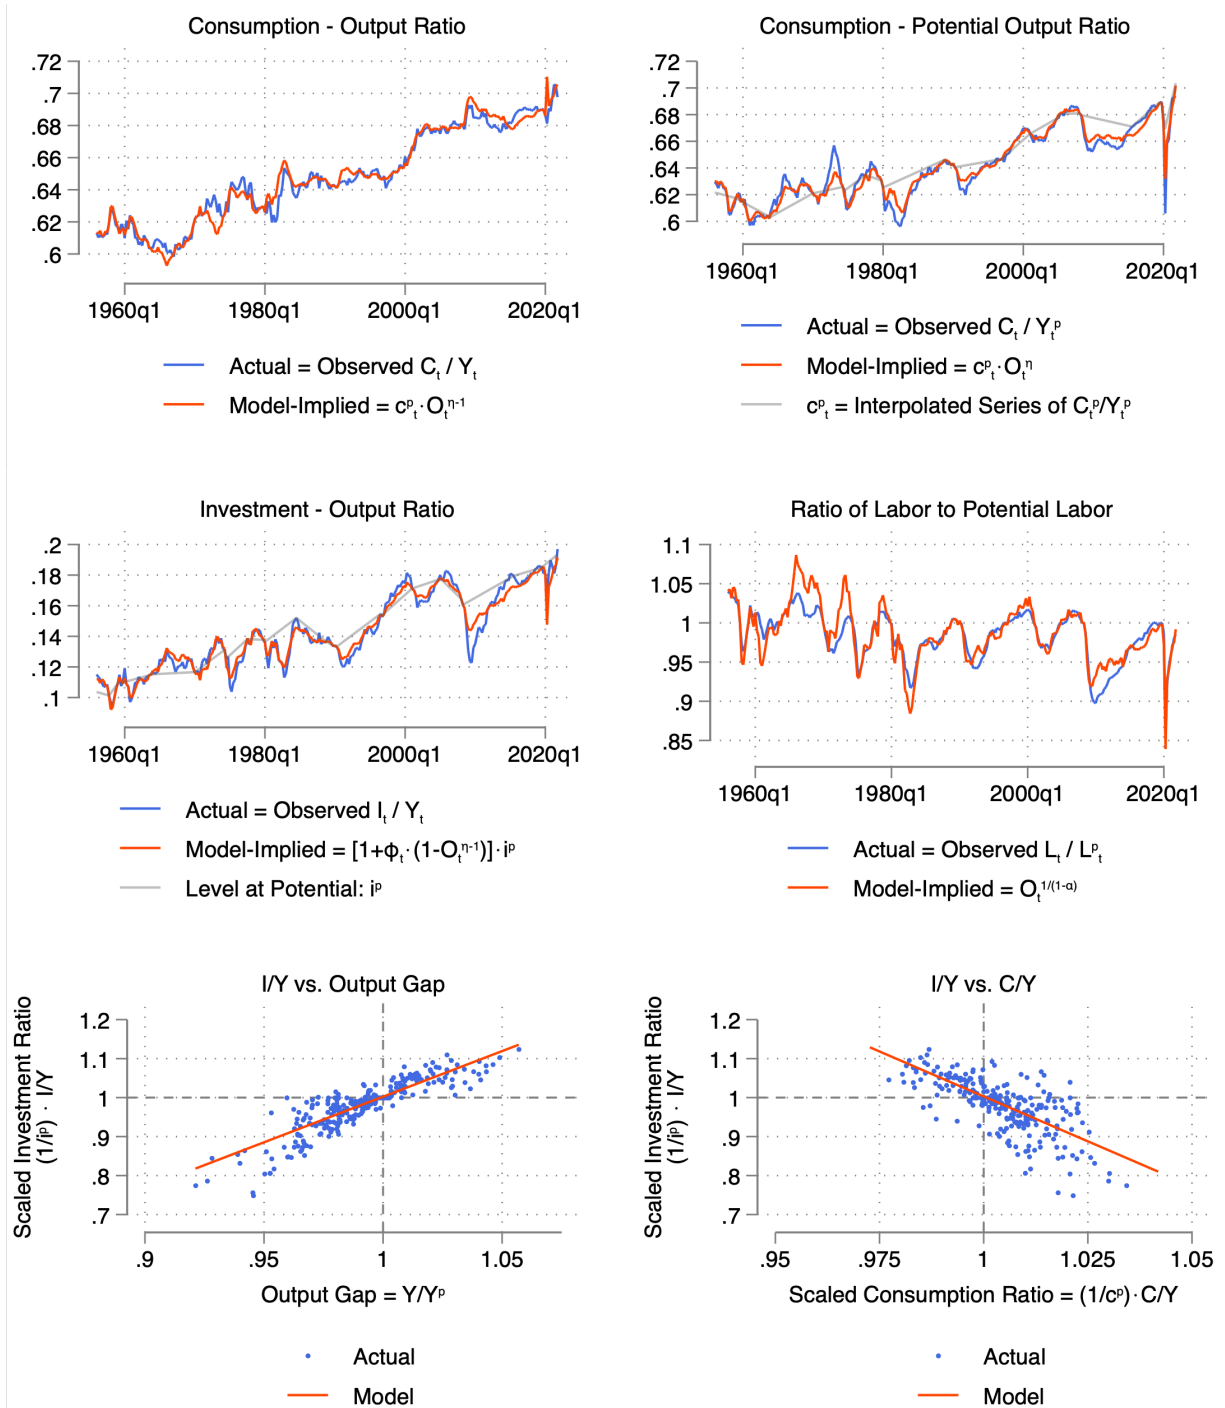 Consumption - Output Ratio
.72
.7
.68
.66
.64
.62
.6
1960q1 1980q1 2000q1 2020q1
Actual = Observed Cₜ / Yₜ
Model-Implied = cᵖₜ·Oₜ^η-1
Consumption - Potential Output Ratio
.72
.7
.68
.66
.64
.62
.6
1960q1 1980q1 2000q1 2020q1
Actual = Observed Cₜ / Yₜᵖ
Model-Implied = cᵖₜ·Oₜ^η
cᵖₜ = Interpolated Series of Cₜᵖ/Yₜᵖ
Investment - Output Ratio
.2
.18
.16
.14
.12
.1
1960q1 1980q1 2000q1 2020q1
Actual = Observed Iₜ / Yₜ
Model-Implied = [1+ϕₜ·(1-Oₜ^η-1)]·iᵖ
Level at Potential: iᵖ
Ratio of Labor to Potential Labor
1.1
1.05
1
.95
.9
.85
1960q1 1980q1 2000q1 2020q1
Actual = Observed Lₜ / Lᵖₜ
Model-Implied = Oₜ^1/(1-α)
I/Y vs. Output Gap
Scaled Investment Ratio
(1/iᵖ) · I/Y
1.2
1.1
1
.9
.8
.7
.9 .95 1 1.05
Output Gap = Y/Yᵖ
Actual
Model
I/Y vs. C/Y
Scaled Investment Ratio
(1/iᵖ) · I/Y
1.2
1.1
1
.9
.8
.7
.95 .975 1 1.025 1.05
Scaled Consumption Ratio = (1/cᵖ)·C/Y
Actual
Model